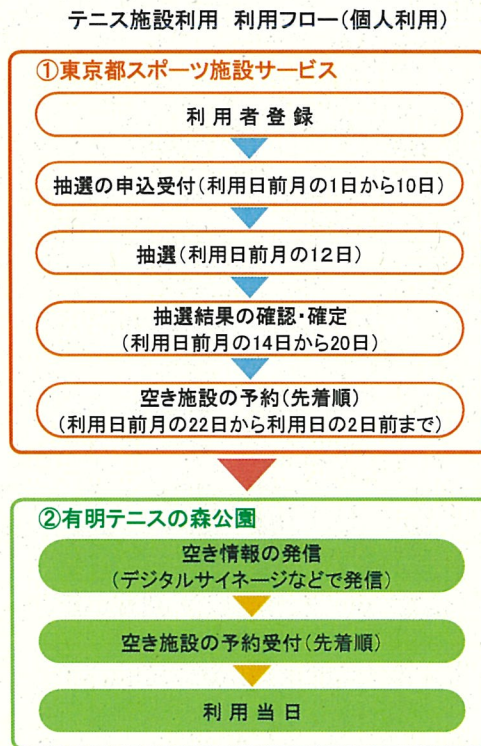 テニス施設利用 利用フロー(個人利用)
①東京都スポーツ施設サービス
利用者登録
抽選の申込受付(利用日前月の1日から10日)
抽選(利用日前月の12日)
抽選結果の確認・確定
(利用日前月の14日から20日)
空き施設の予約(先着順)
(利用日前月の22日から利用日の2日前まで)
②有明テニスの森公園
空き情報の発信
(デジタルサイネージなどで発信)
空き施設の予約受付(先着順)
利用当日